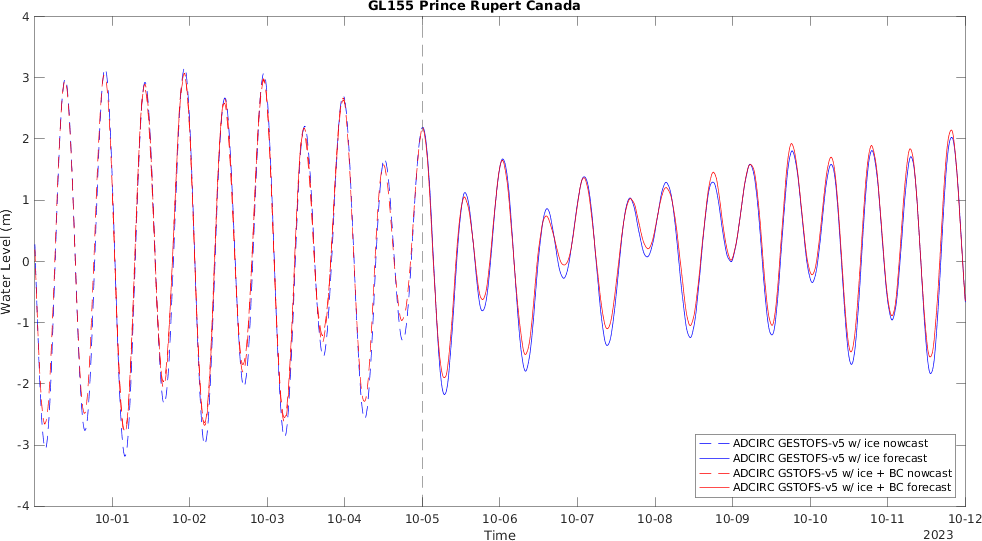 GL155 Prince Rupert Canada
4
3
2
1
0
-1
-2
-3
-4
Water Level (m)
ADCIRC GESTOFS-v5 w/ ice nowcast
ADCIRC GESTOFS-v5 w/ ice forecast
ADCIRC GSTOFS-v5 w/ ice + BC nowcast
ADCIRC GSTOFS-v5 w/ ice + BC forecast
10-01 10-02 10-03 10-04 10-05 10-06 10-07 10-08 10-09 10-10 10-11 10-12
Time
2023